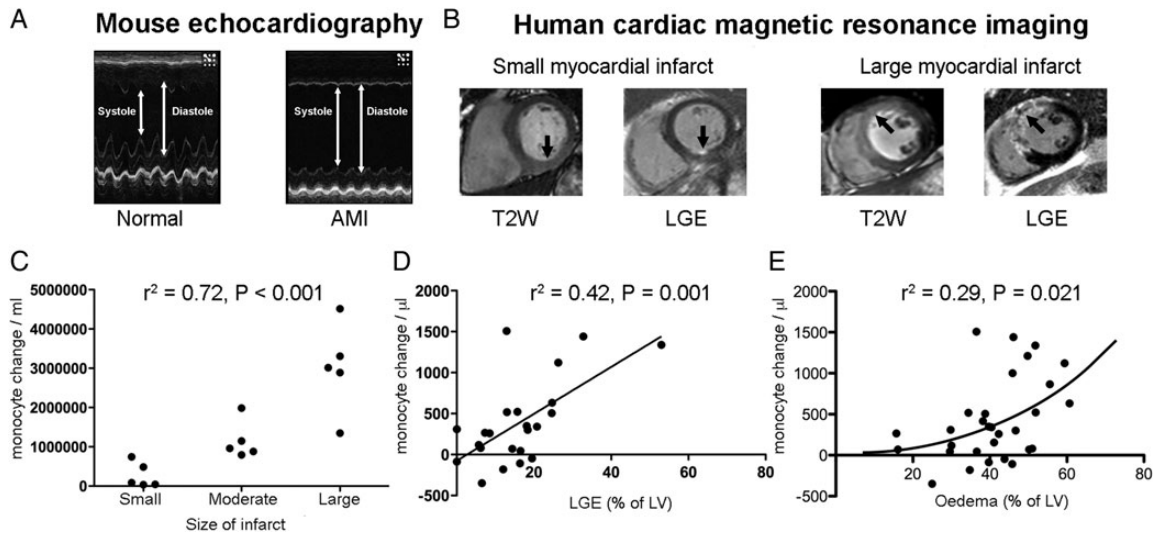 A
Mouse echocardiography
Systole
Diastole
Normal
Systole
Diastole
AMI
B
Human cardiac magnetic resonance imaging
Small myocardial infarct
T2W
LGE
Large myocardial infarct
T2W
LGE
C
r² = 0.72, P < 0.001
monocyte change / ml
5000000
4000000
3000000
2000000
1000000
0
Small
Moderate
Large
Size of infarct
D
r² = 0.42, P = 0.001
monocyte change / μl
2000
1500
1000
500
0
-500
20
40
60
80
LGE (% of LV)
E
r² = 0.29, P = 0.021
monocyte change / μl
2000
1500
1000
500
0
-500
20
40
60
80
Oedema (% of LV)